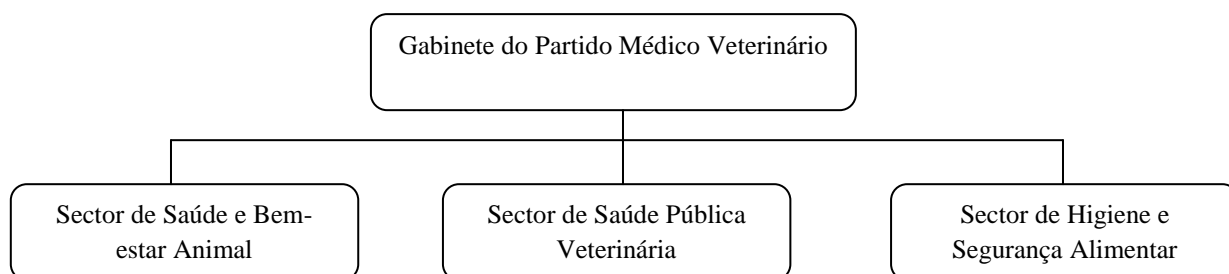 Gabinete do Partido Médico Veterinário
Sector de Saúde e Bem-
estar Animal
Sector de Saúde Pública
Veterinária
Sector de Higiene e
Segurança Alimentar